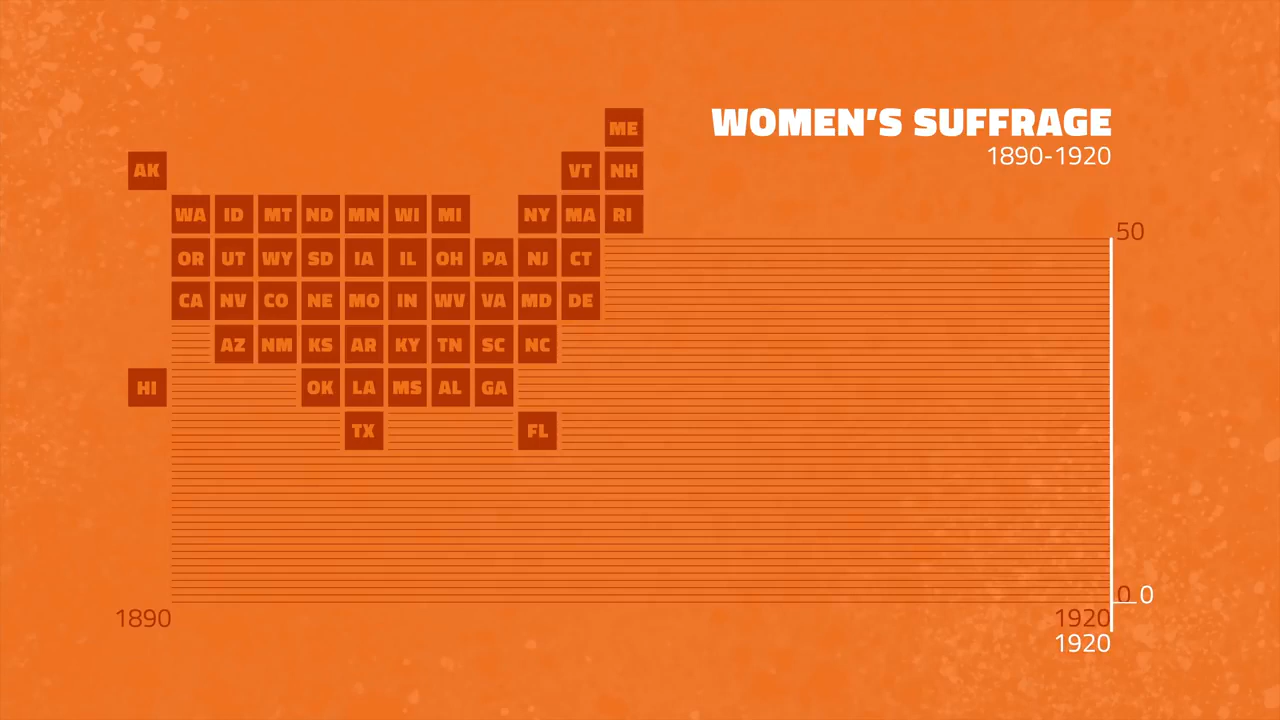 ME
WOMEN'S SUFFRAGE
1890-1920
AK
VT NH
WA ID MT ND MN WI MI NY MA RI
50
OR UT WY SD IA IL OH PA NJ CT
CA NV CO NE MO IN WV VA MD DE
AZ NM KS AR KY TN SC NC
HI
OK LA MS AL GA
TX FL
0 0
1890
1920
1920